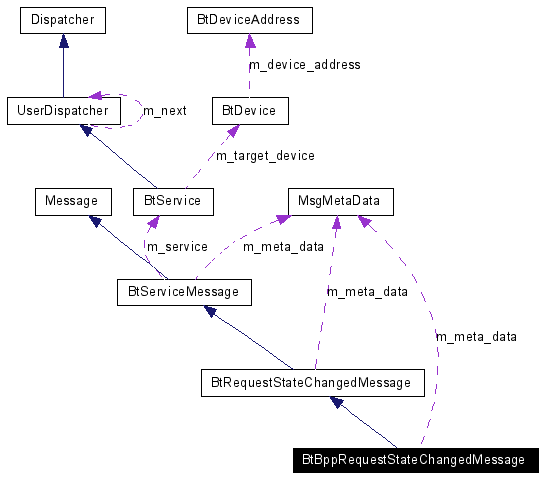 Dispatcher
BtDeviceAddress
m_device_address
UserDispatcher
m_next
BtDevice
m_target_device
Message
BtService
MsgMetaData
m_service
m_meta_data
BtServiceMessage
m_meta_data
m_meta_data
BtRequestStateChangedMessage
BtBppRequestStateChangedMessage